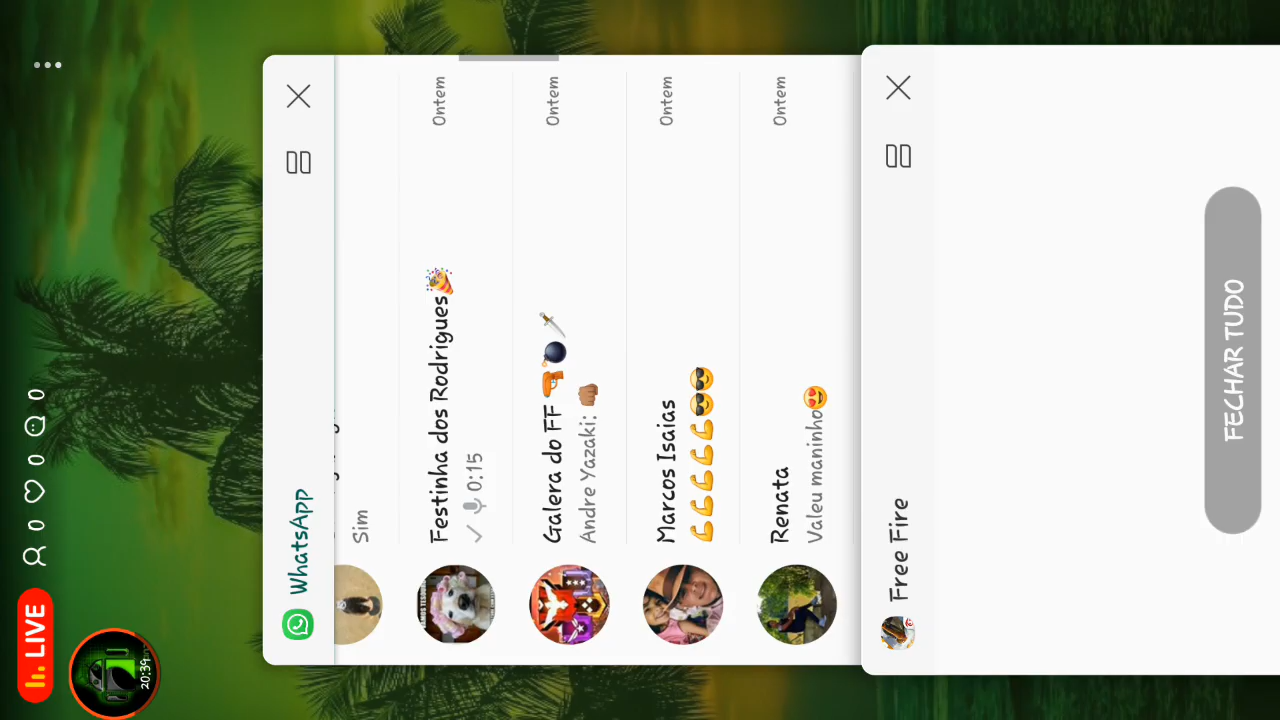 LIVE
0
0
0
20:39
WhatsApp
Sim
Festinha dos Rodrigues🎉
Ontem
0:15
Galera do FF 🔫💣🗡
Ontem
Andre Yazaki: 👊🏾
Marcos Isaias
Ontem
💪💪💪💪💪😎😎
Renata
Ontem
Valeu maninho😍
Free Fire
FECHAR TUDO